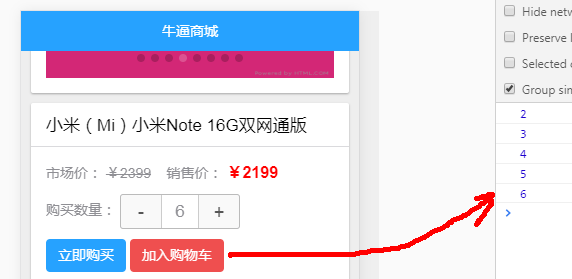 牛逼商城
Powered by HTML.COM
小米（Mi）小米Note 16G双网通版
市场价：￥2399 销售价：￥2199
购买数量： - 6 +
立即购买 加入购物车
Hide netw
Preserve l
Selected c
Group sim
2
3
4
5
6